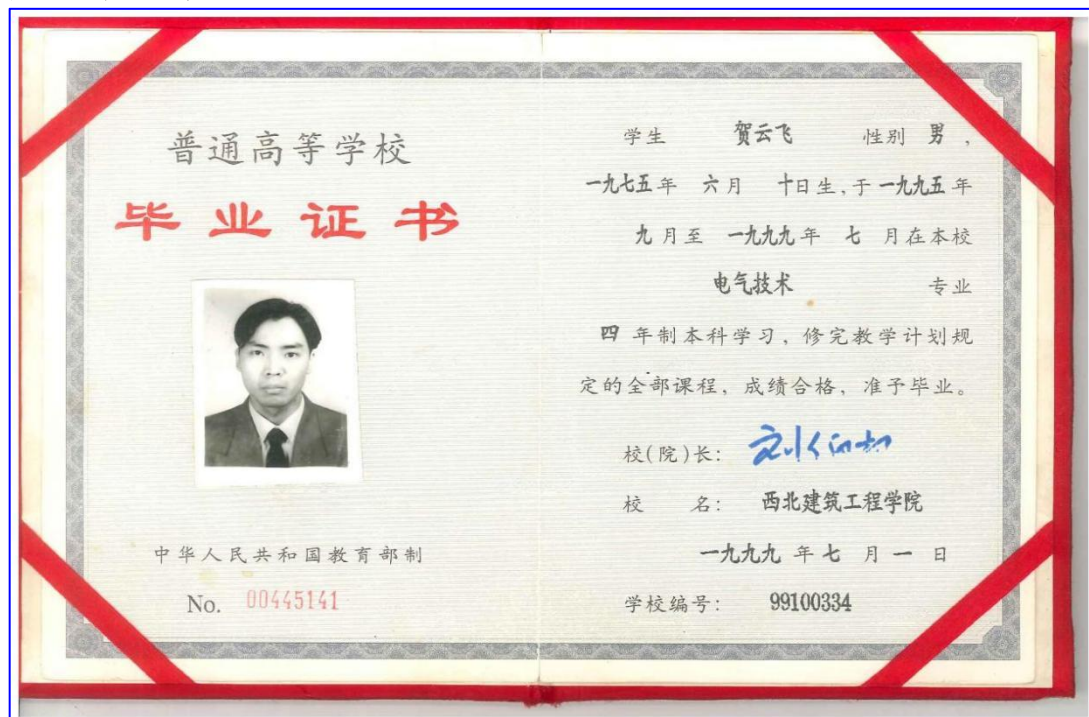 普通高等学校
毕业证书
中华人民共和国教育部制
No. 00445141
学生 贺云飞 性别 男，
一九七五年 六月 十日生，于一九九五年
九月至 一九九九年 七 月在本校
电气技术 专业
四 年制本科学习，修完教学计划规
定的全部课程，成绩合格，准予毕业。
校(院)长：
校 名： 西北建筑工程学院
一九九九 年 七 月 一 日
学校编号： 99100334